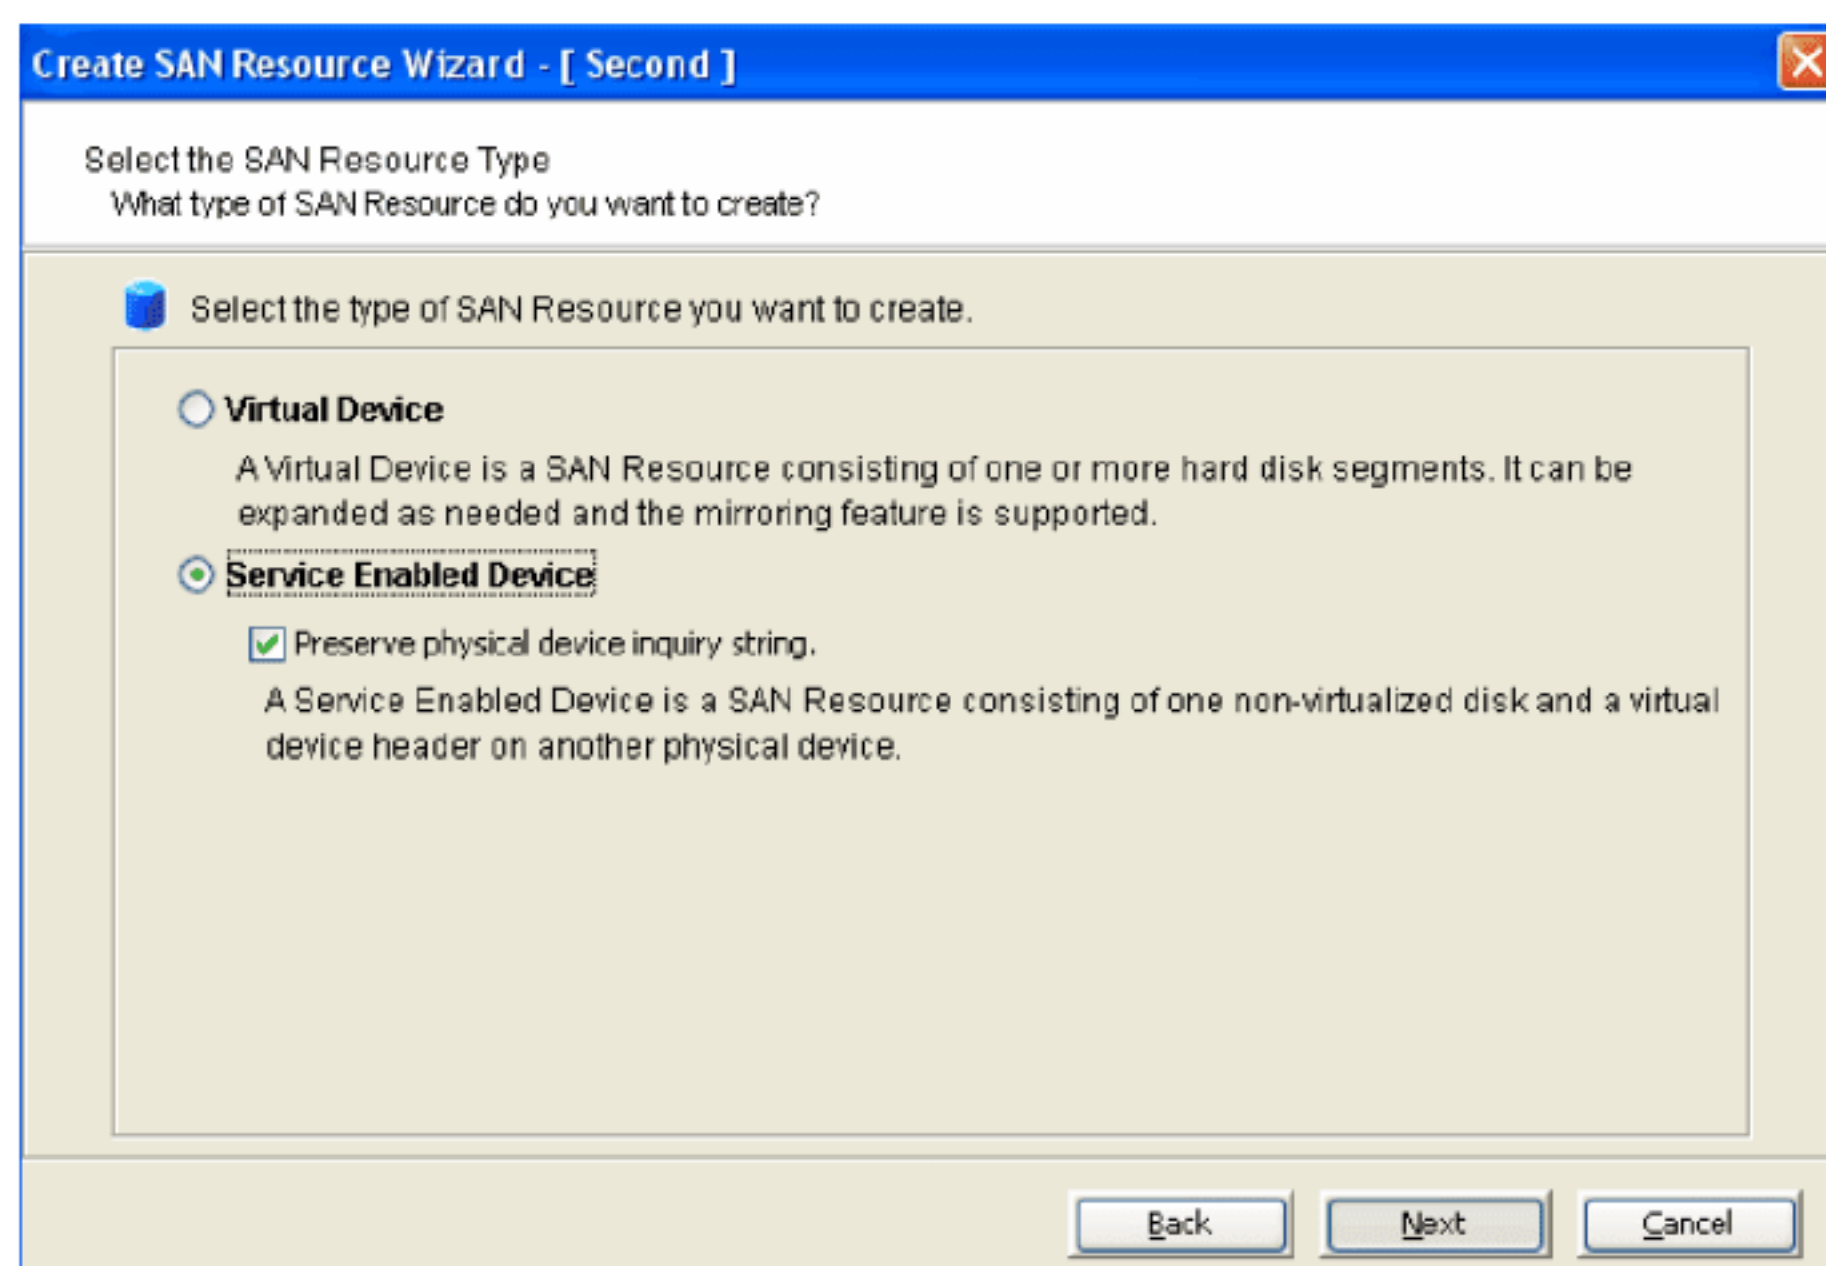 Create SAN Resource Wizard - [ Second ]
Select the SAN Resource Type
What type of SAN Resource do you want to create?
Select the type of SAN Resource you want to create.
Virtual Device
A Virtual Device is a SAN Resource consisting of one or more hard disk segments. It can be
expanded as needed and the mirroring feature is supported.
Service Enabled Device
Preserve physical device inquiry string.
A Service Enabled Device is a SAN Resource consisting of one non-virtualized disk and a virtual
device header on another physical device.
Back
Next
Cancel